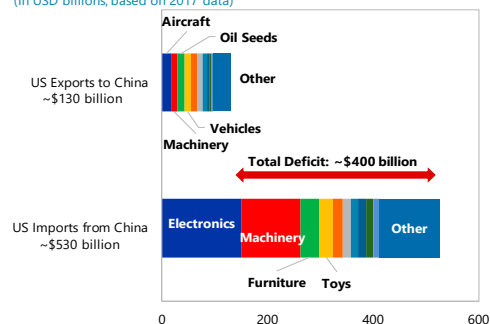 (in USD billions, based on 2017 data)
Aircraft
Oil Seeds
US Exports to China
~$130 billion
Other
Vehicles
Machinery
Total Deficit: ~$400 billion
US Imports from China
~$530 billion
Electronics
Machinery
Other
Furniture
Toys
0
200
400
600